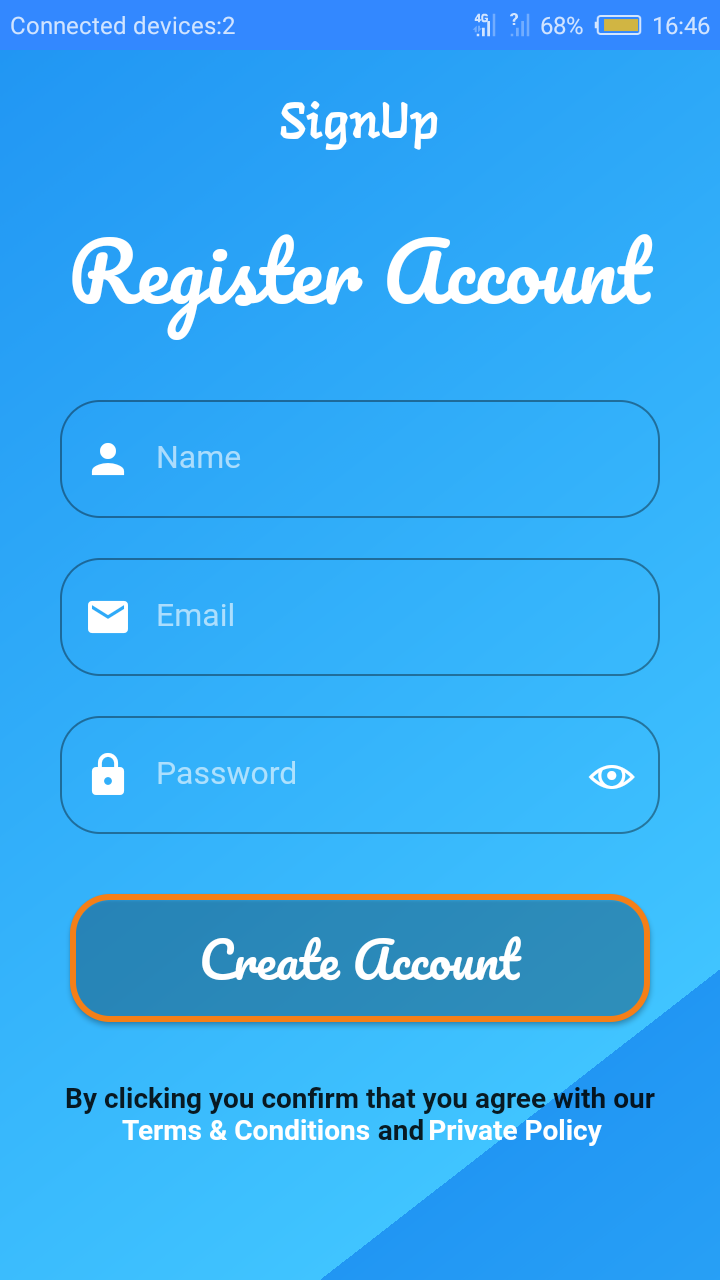 Connected devices:2 4G ? 68% 16:46
SignUp
Register Account
Name
Email
Password
Create Account
By clicking you confirm that you agree with our
Terms & Conditions and Private Policy